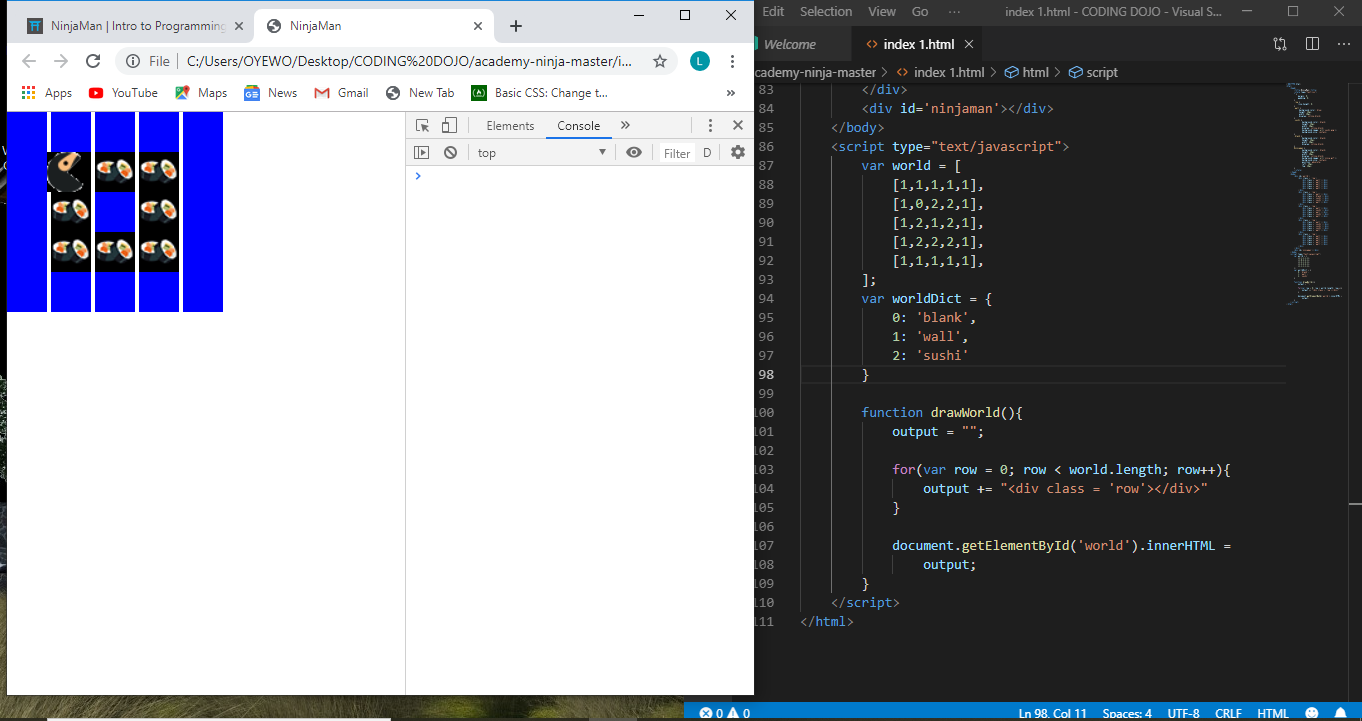 NinjaMan | Intro to Programming
NinjaMan
File
C:/Users/OYEWO/Desktop/CODING%20DOJO/academy-ninja-master/i...
L
Apps
YouTube
Maps
News
Gmail
New Tab
Basic CSS: Change t...
»
Elements
Console
»
top
Filter
D
>
Edit Selection View Go ···
index 1.html - CODING DOJO - Visual S...
Welcome
<> index 1.html
cademy-ninja-master > <> index 1.html > html > script
83 </div>
84 <div id='ninjaman'></div>
85 </body>
86 <script type="text/javascript">
87 var world = [
88 [1,1,1,1,1],
89 [1,0,2,2,1],
90 [1,2,1,2,1],
91 [1,2,2,2,1],
92 [1,1,1,1,1],
93 ];
94 var worldDict = {
95 0: 'blank',
96 1: 'wall',
97 2: 'sushi'
98 }
99
100 function drawWorld(){
101 output = "";
102
103 for(var row = 0; row < world.length; row++){
104 output += "<div class = 'row'></div>"
105 }
106
107 document.getElementById('world').innerHTML =
108 output;
109 }
110 </script>
111 </html>
0 0
Ln 98, Col 11 Spaces: 4 UTF-8 CRLF HTML